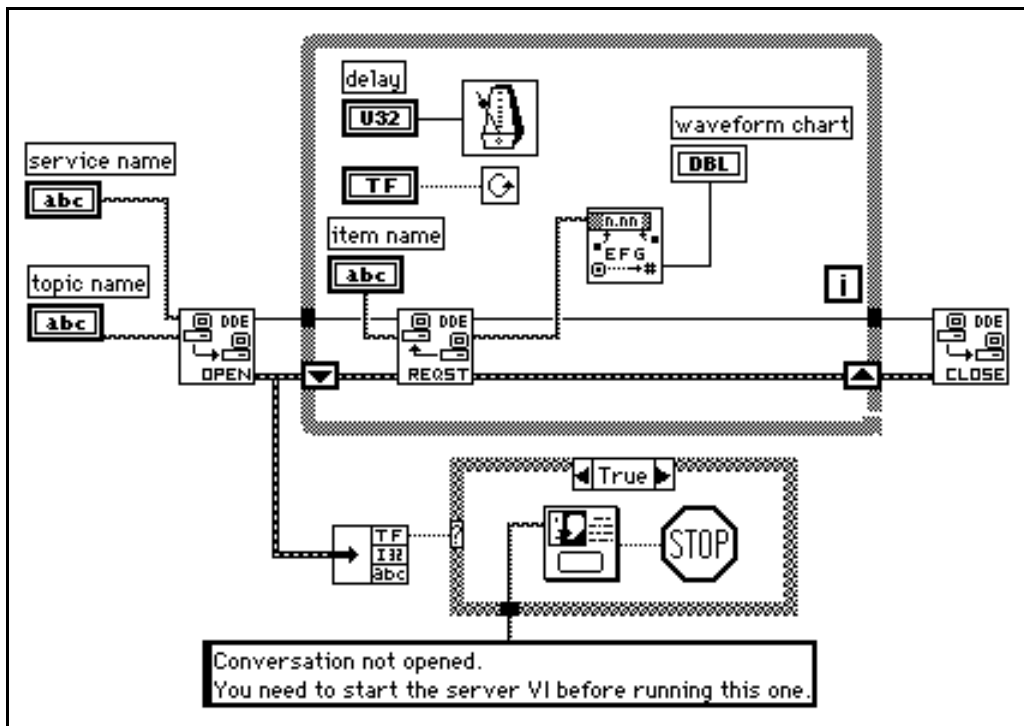 delay
U32
waveform chart
DBL
service name
abc
TF
n.nn
EFG
#
item name
abc
i
topic name
abc
DDE
OPEN
DDE
REQST
DDE
CLOSE
True
?
TF
I32
abc
STOP
Conversation not opened.
You need to start the server VI before running this one.